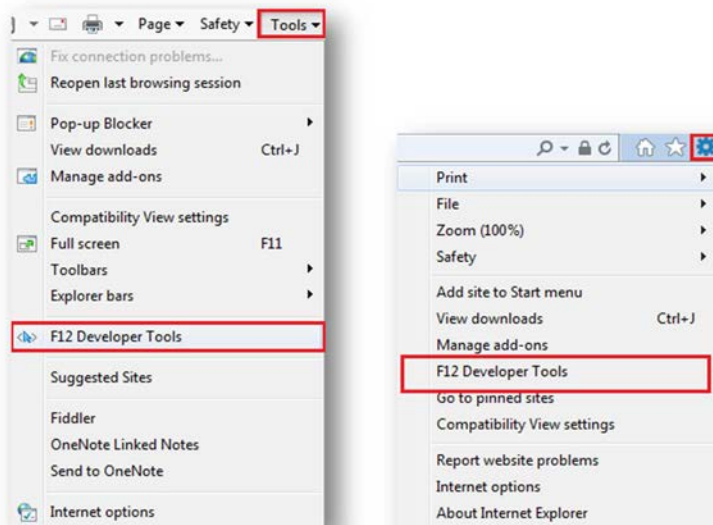 Page Safety Tools
Fix connection problems...
Reopen last browsing session
Pop-up Blocker
View downloads Ctrl+J
Manage add-ons
Compatibility View settings
Full screen F11
Toolbars
Explorer bars
F12 Developer Tools
Suggested Sites
Fiddler
OneNote Linked Notes
Send to OneNote
Internet options
Print
File
Zoom (100%)
Safety
Add site to Start menu
View downloads Ctrl+J
Manage add-ons
F12 Developer Tools
Go to pinned sites
Compatibility View settings
Report website problems
Internet options
About Internet Explorer